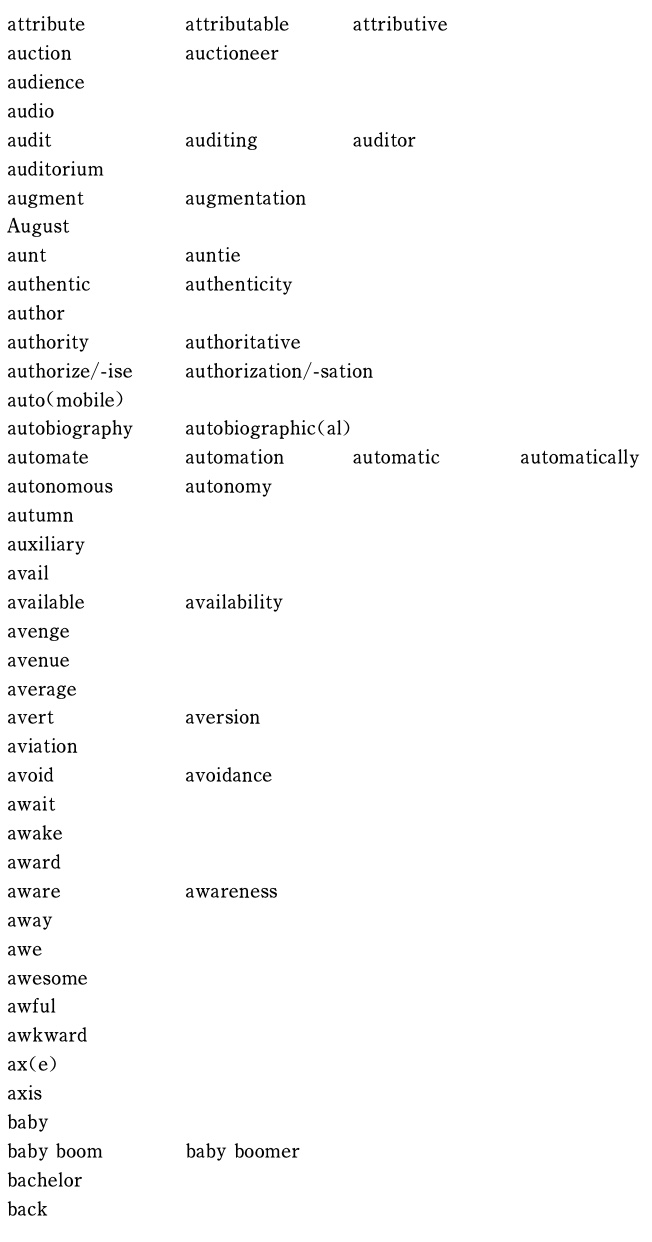 attribute attributable attributive
auction auctioneer
audience
audio
audit auditing auditor
auditorium
augment augmentation
August
aunt auntie
authentic authenticity
author
authority authoritative
authorize/-ise authorization/-sation
auto(mobile)
autobiography autobiographic(al)
automate automation automatic automatically
autonomous autonomy
autumn
auxiliary
avail
available availability
avenge
avenue
average
avert aversion
aviation
avoid avoidance
await
awake
award
aware awareness
away
awe
awesome
awful
awkward
ax(e)
axis
baby
baby boom baby boomer
bachelor
back